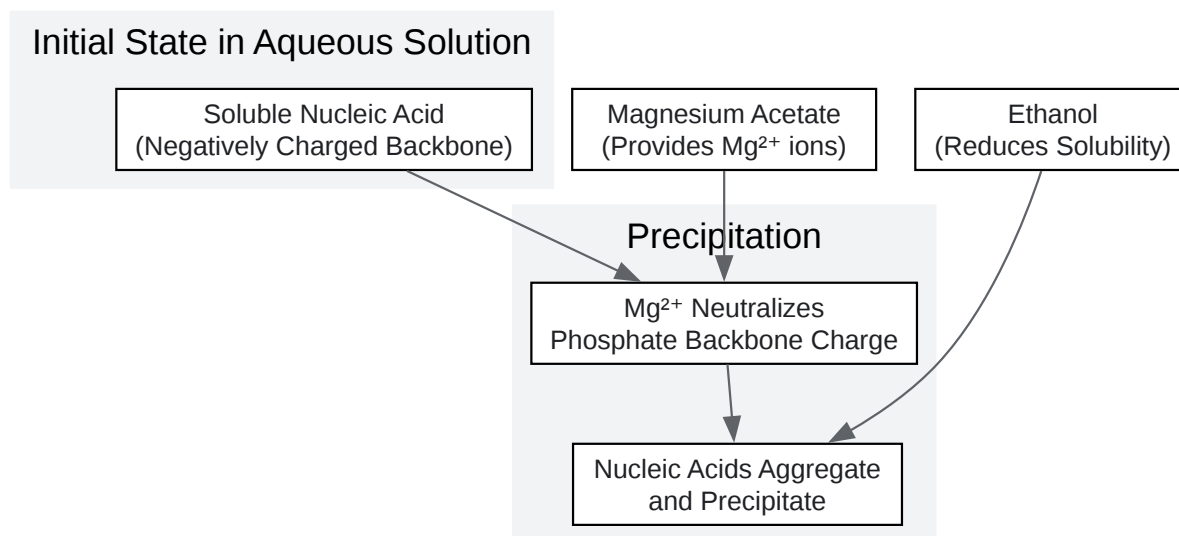 Initial State in Aqueous Solution
Soluble Nucleic Acid
(Negatively Charged Backbone)
Magnesium Acetate
(Provides Mg²⁺ ions)
Ethanol
(Reduces Solubility)
Precipitation
Mg²⁺ Neutralizes
Phosphate Backbone Charge
Nucleic Acids Aggregate
and Precipitate